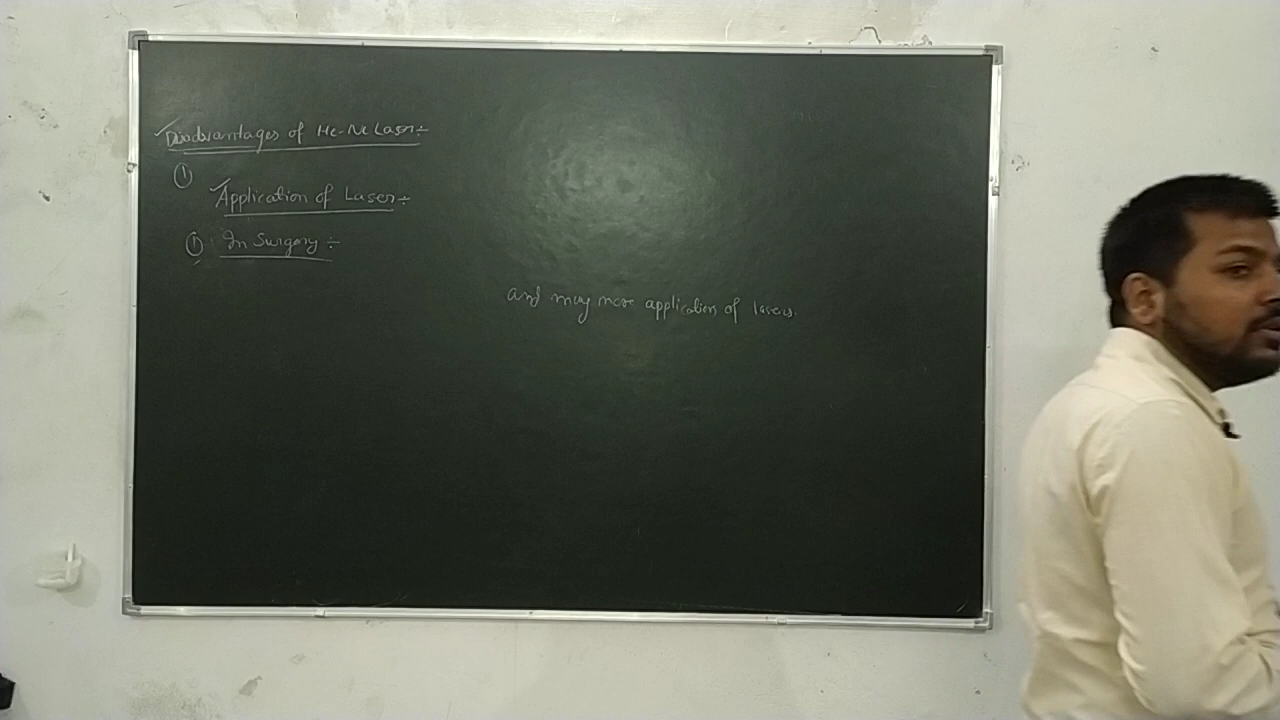 ✓Disadvantages of He-Ne Laser÷
①
✓Application of Laser÷
① In Surgery ÷
and may more application of lasers.